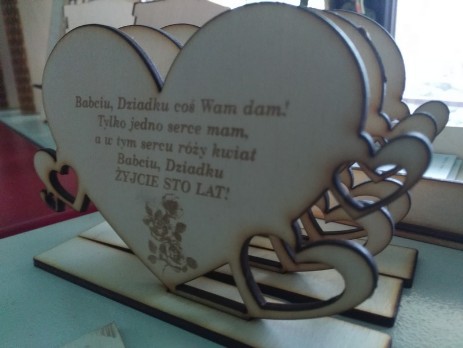 Babciu, Dziadku coś Wam dam!
Tylko jedno serce mam,
a w tym sercu róży kwiat
Babciu, Dziadku
ŻYJCIE STO LAT!